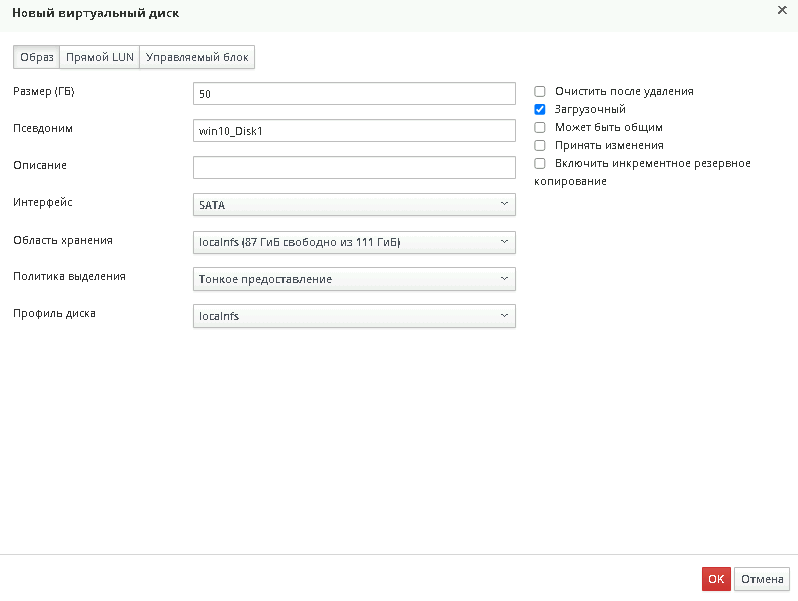 Новый виртуальный диск
Образ Прямой LUN Управляемый блок
Размер (ГБ) 50
Псевдоним win10_Disk1
Описание
Интерфейс SATA
Область хранения localnfs (87 ГиБ свободно из 111 ГиБ)
Политика выделения Тонкое предоставление
Профиль диска localnfs
Очистить после удаления
Загрузочный
Может быть общим
Принять изменения
Включить инкрементное резервное
копирование
OK Отмена